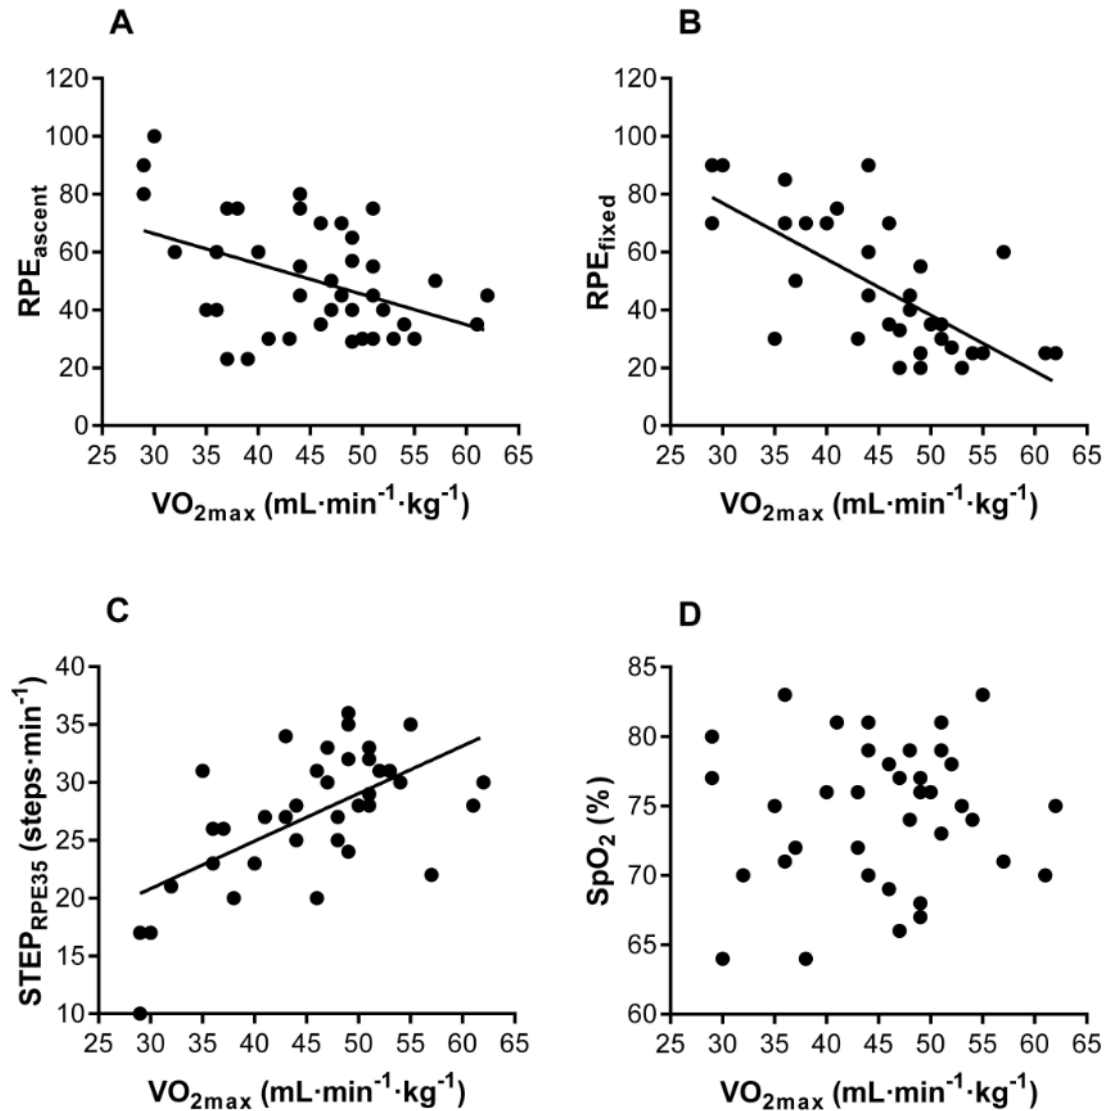 A
RPEascent
120
100
80
60
40
20
0
25 30 35 40 45 50 55 60 65
VO2max (mL·min-1·kg-1)
B
RPEfixed
120
100
80
60
40
20
0
25 30 35 40 45 50 55 60 65
VO2max (mL·min-1·kg-1)
C
STEPRPE35 (steps·min-1)
40
35
30
25
20
15
10
25 30 35 40 45 50 55 60 65
VO2max (mL·min-1·kg-1)
D
SpO2 (%)
85
80
75
70
65
60
25 30 35 40 45 50 55 60 65
VO2max (mL·min-1·kg-1)